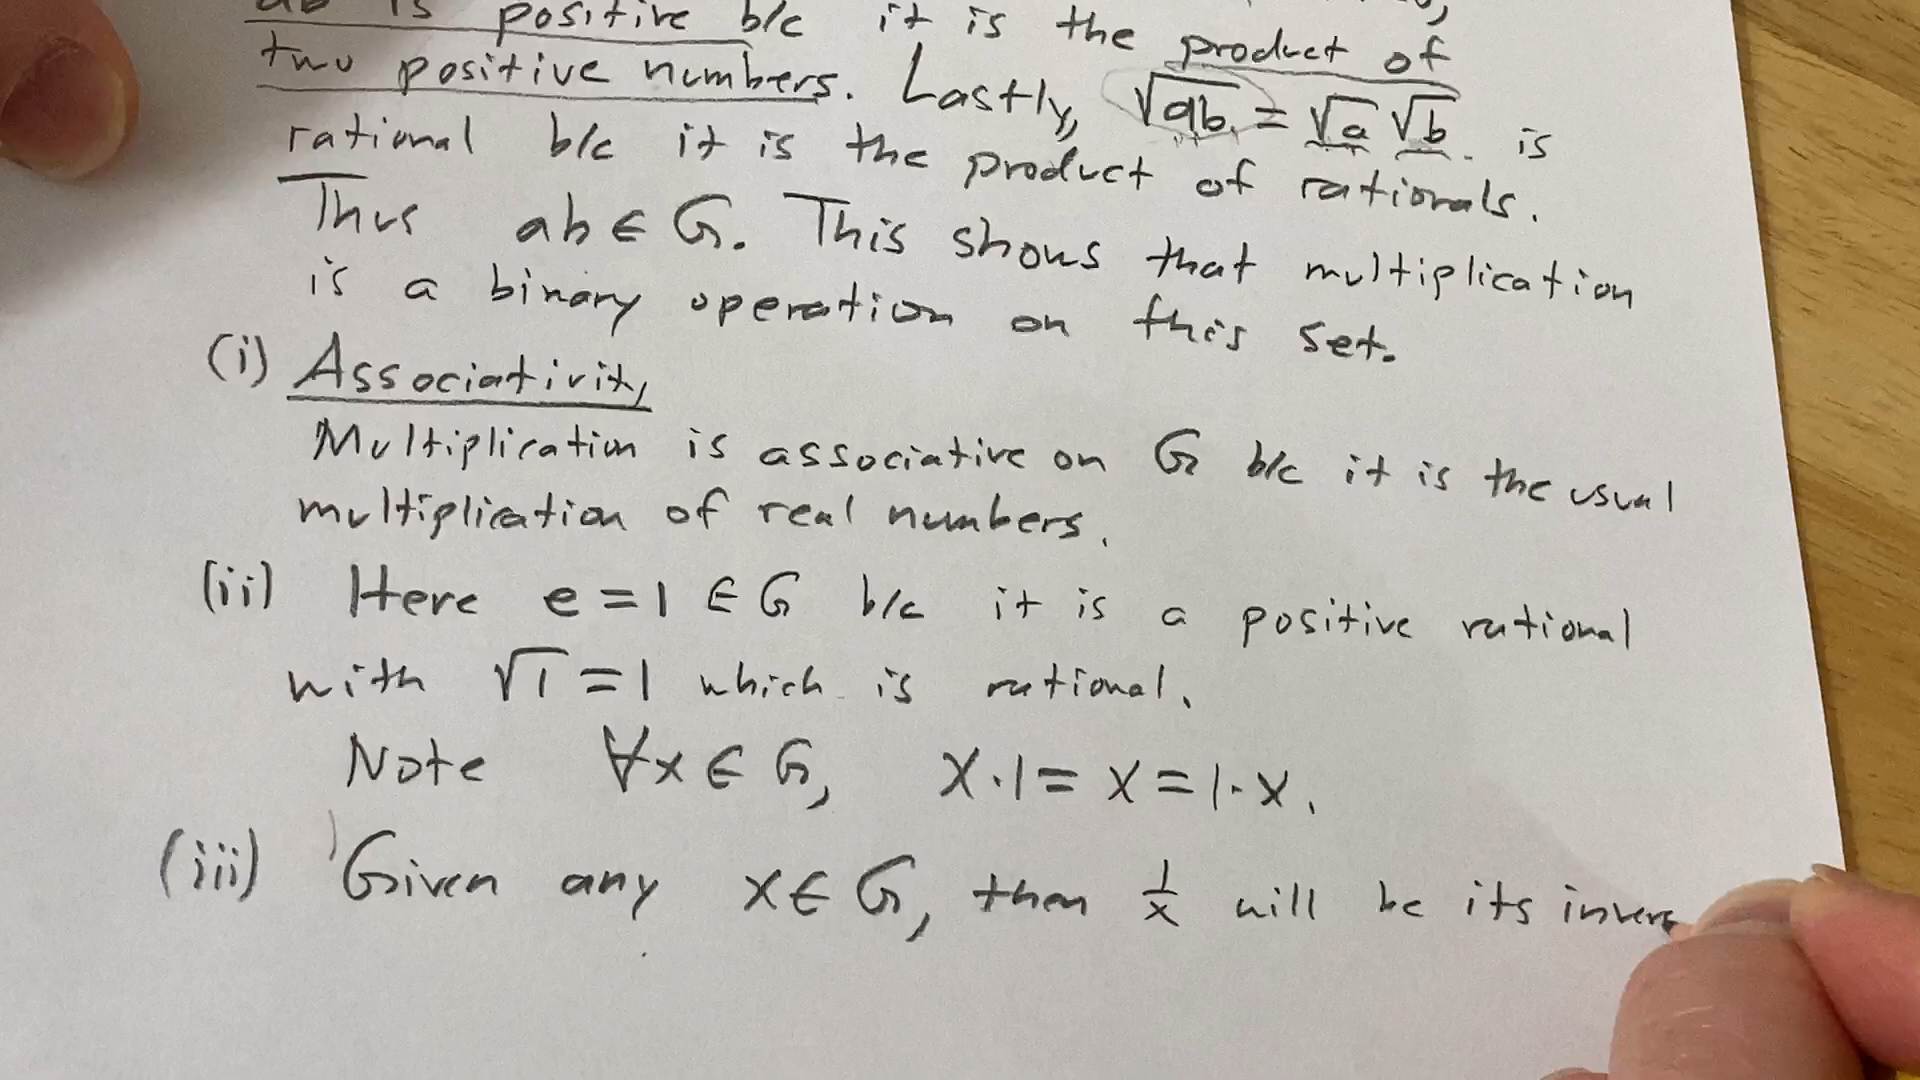 ab is positive b/c it is the product of
two positive numbers. Lastly, √ab = √a √b is
rational b/c it is the product of rationals.
Thus ab ∈ G. This shows that multiplication
is a binary operation on this set.
(i) Associativity
Multiplication is associative on G b/c it is the usual
multiplication of real numbers.
(ii) Here e = 1 ∈ G b/c it is a positive rational
with √1 = 1 which is rational.
Note ∀x ∈ G, x·1 = x = 1·x.
(iii) Given any x ∈ G, then 1/x will be its invers